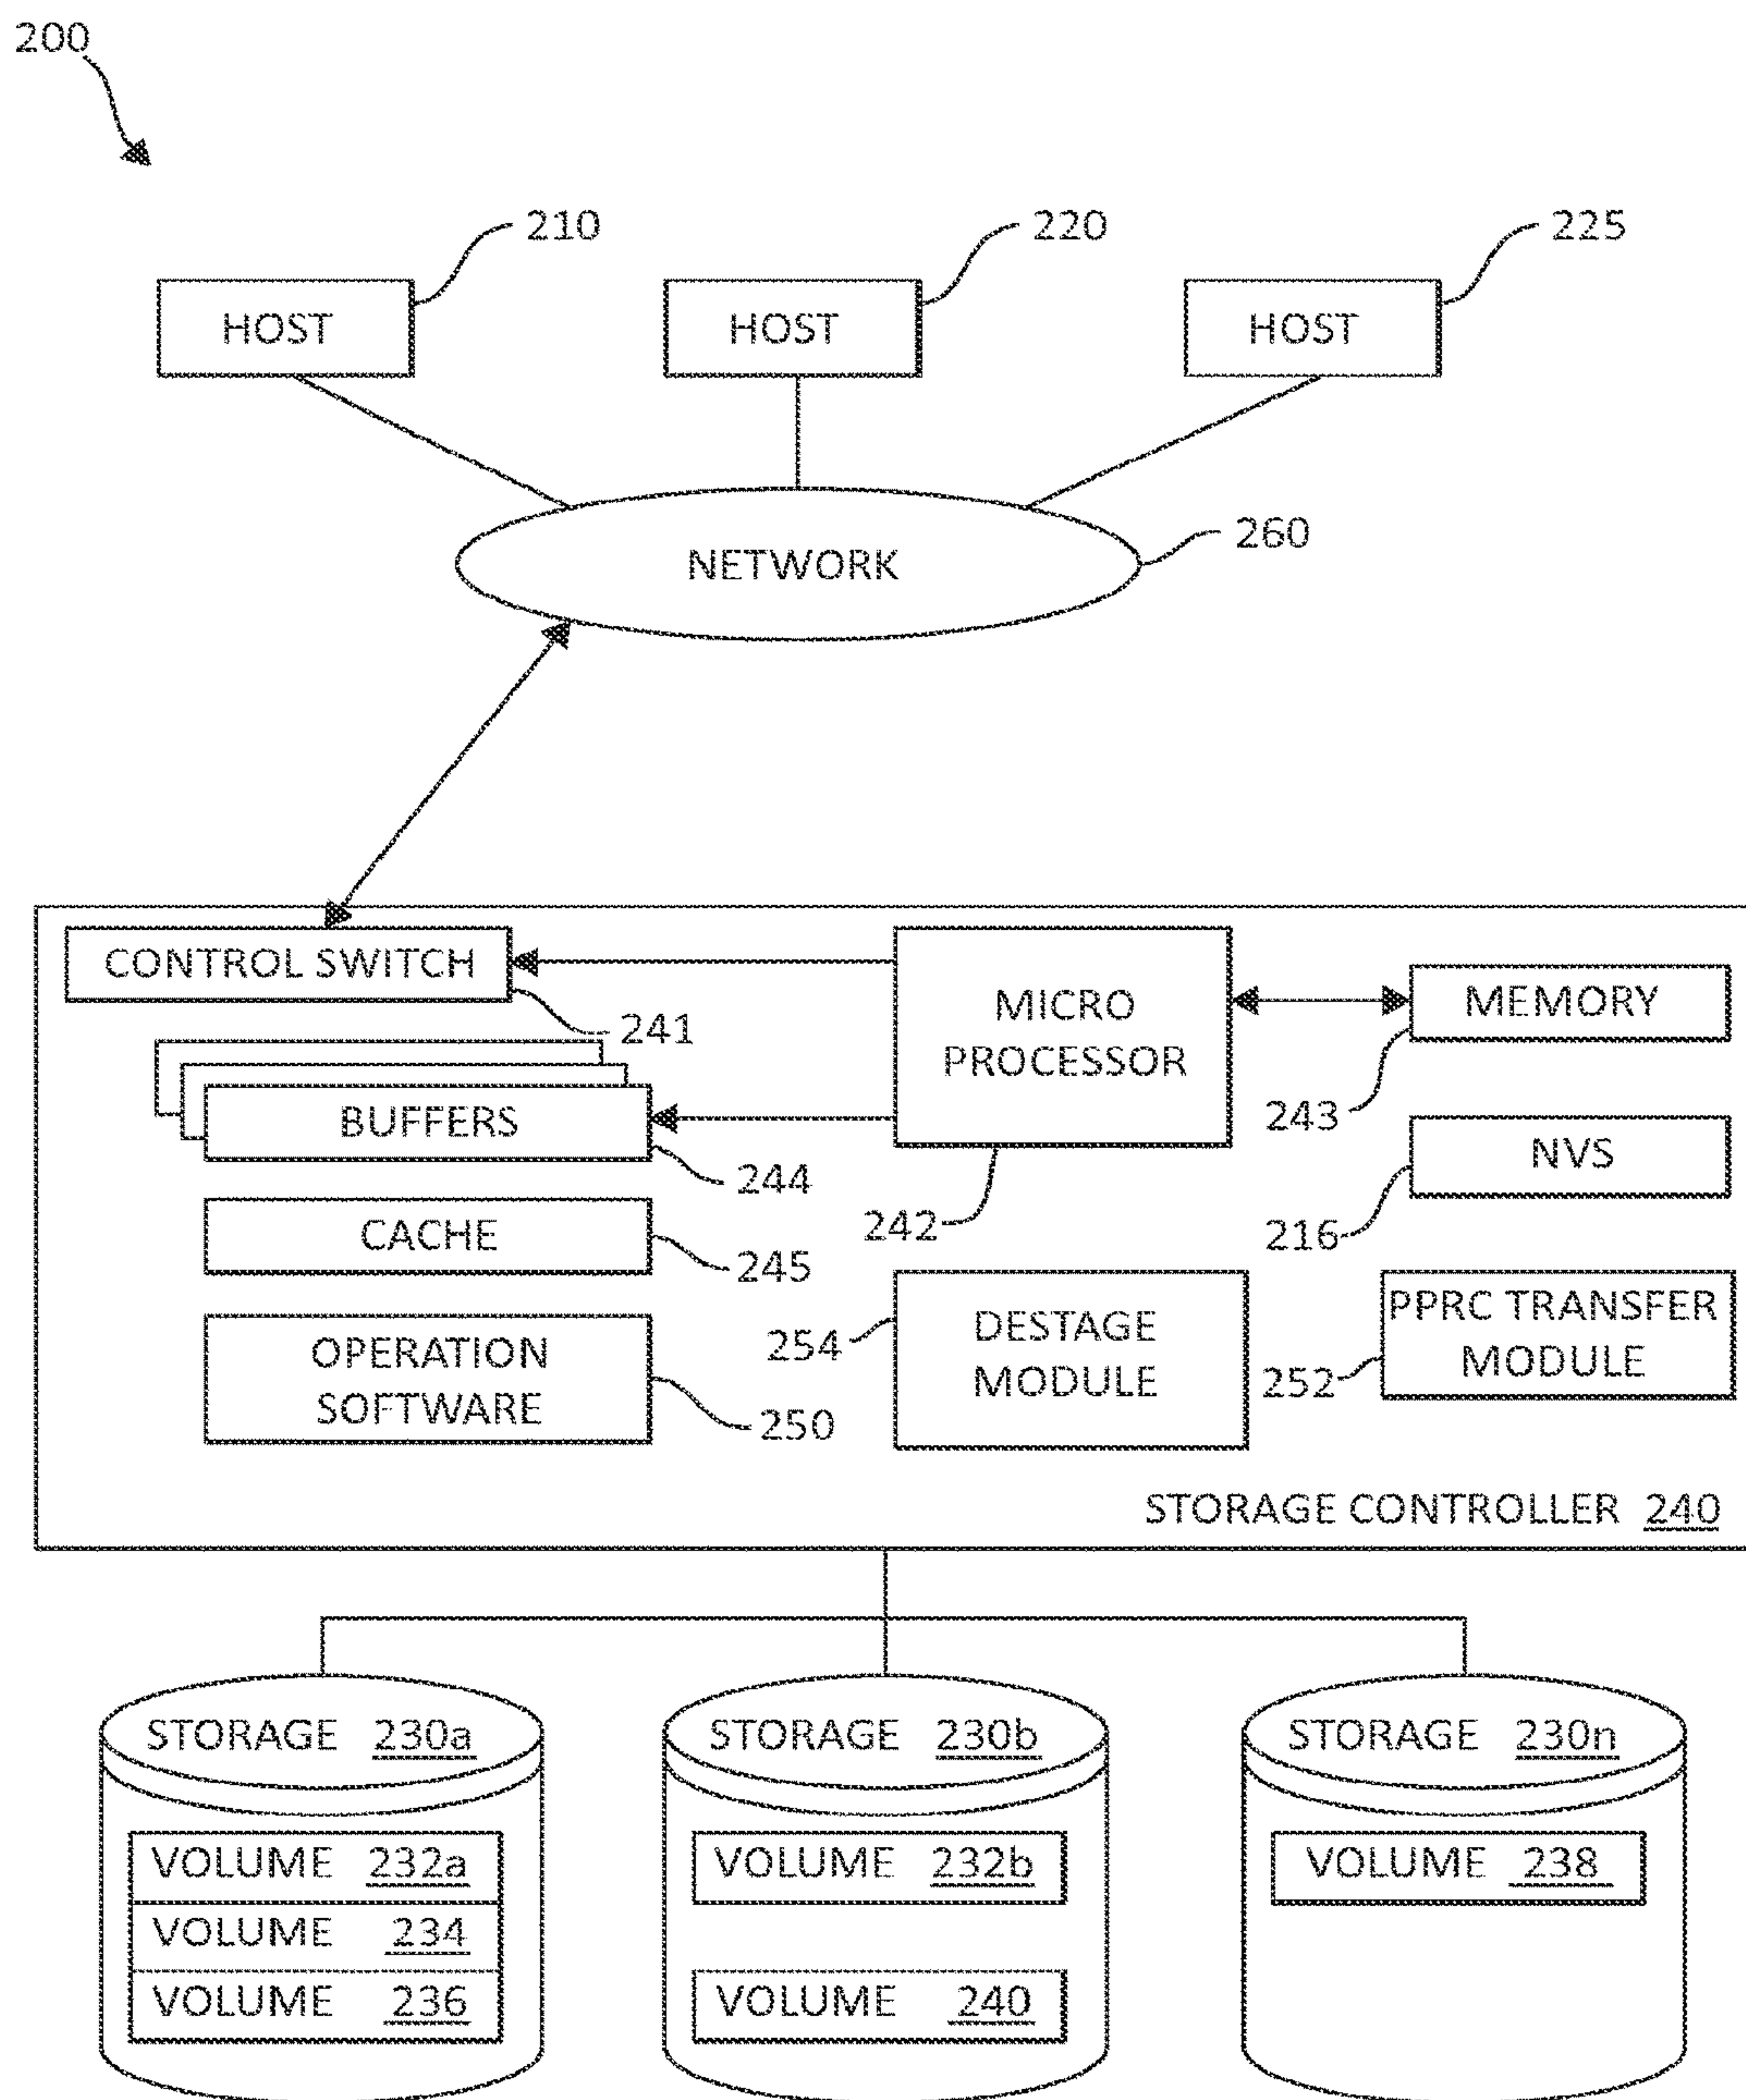 200
210
220
225
HOST
HOST
HOST
260
NETWORK
CONTROL SWITCH
241
MICRO
PROCESSOR
242
MEMORY
243
BUFFERS
244
NVS
216
CACHE
245
OPERATION
SOFTWARE
250
254
DESTAGE
MODULE
PPRC TRANSFER
MODULE
252
STORAGE CONTROLLER 240
STORAGE 230a
VOLUME 232a
VOLUME 234
VOLUME 236
STORAGE 230b
VOLUME 232b
VOLUME 240
STORAGE 230n
VOLUME 238